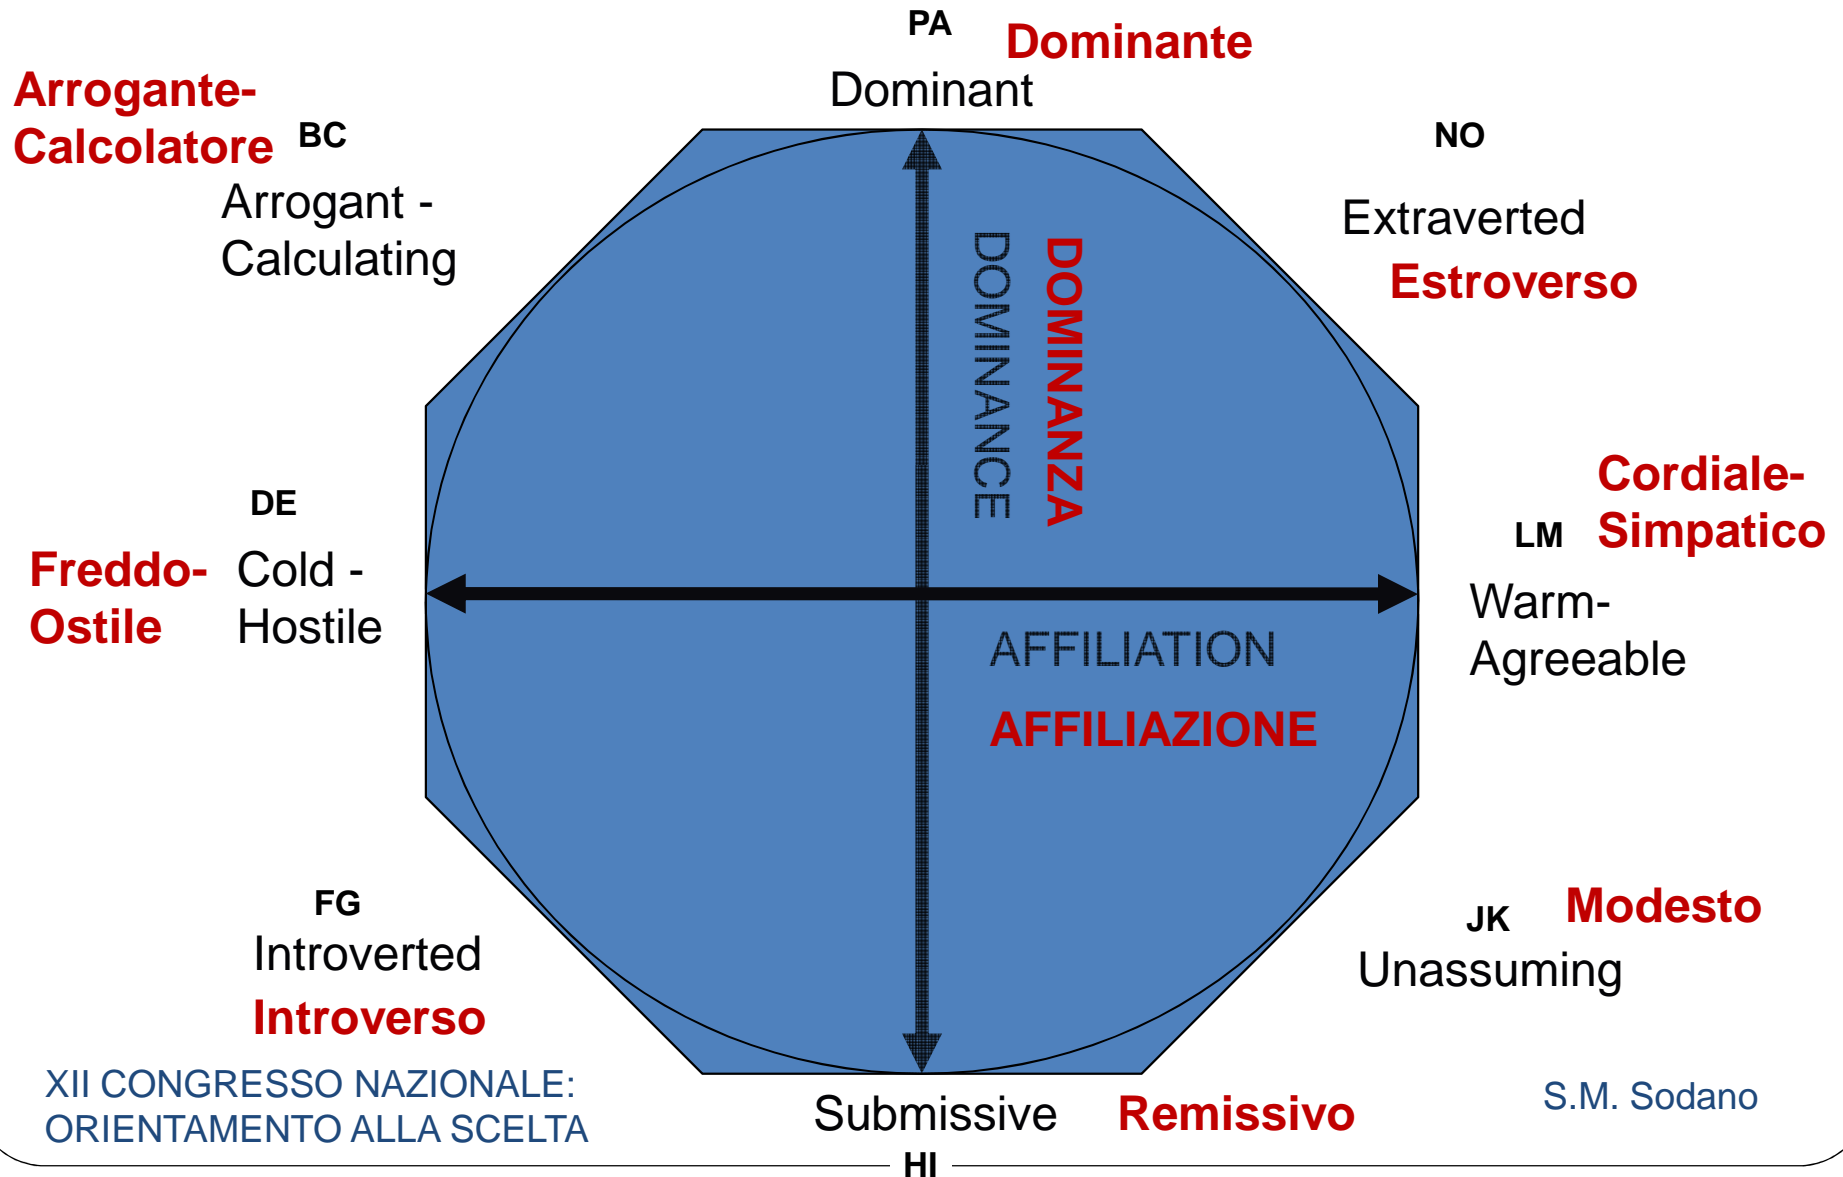 PA
Dominante
Dominant
Arrogante-
Calcolatore
BC
Arrogant -
Calculating
NO
Extraverted
Estroverso
DOMINANCE
DOMINANZA
DE
Freddo-
Ostile
Cold -
Hostile
Cordiale-
Simpatico
LM
Warm-
Agreeable
AFFILIATION
AFFILIAZIONE
FG
Introverted
Introverso
Modesto
JK
Unassuming
XII CONGRESSO NAZIONALE:
ORIENTAMENTO ALLA SCELTA
Submissive
Remissivo
HI
S.M. Sodano